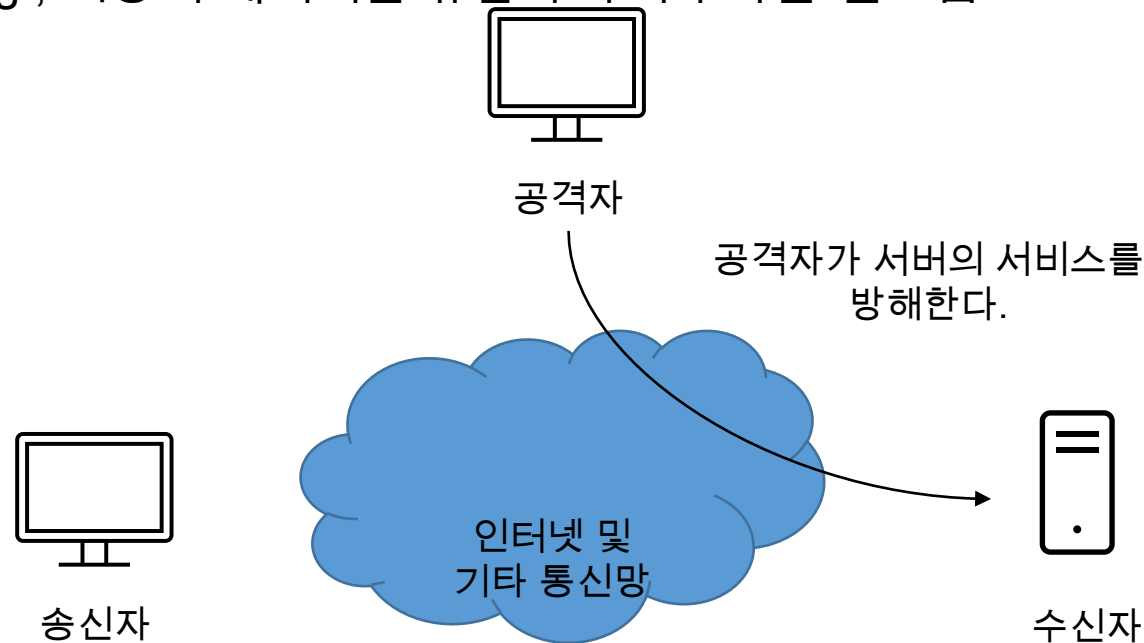 공격자
공격자가 서버의 서비스를
방해한다.
인터넷 및
기타 통신망
송신자
수신자